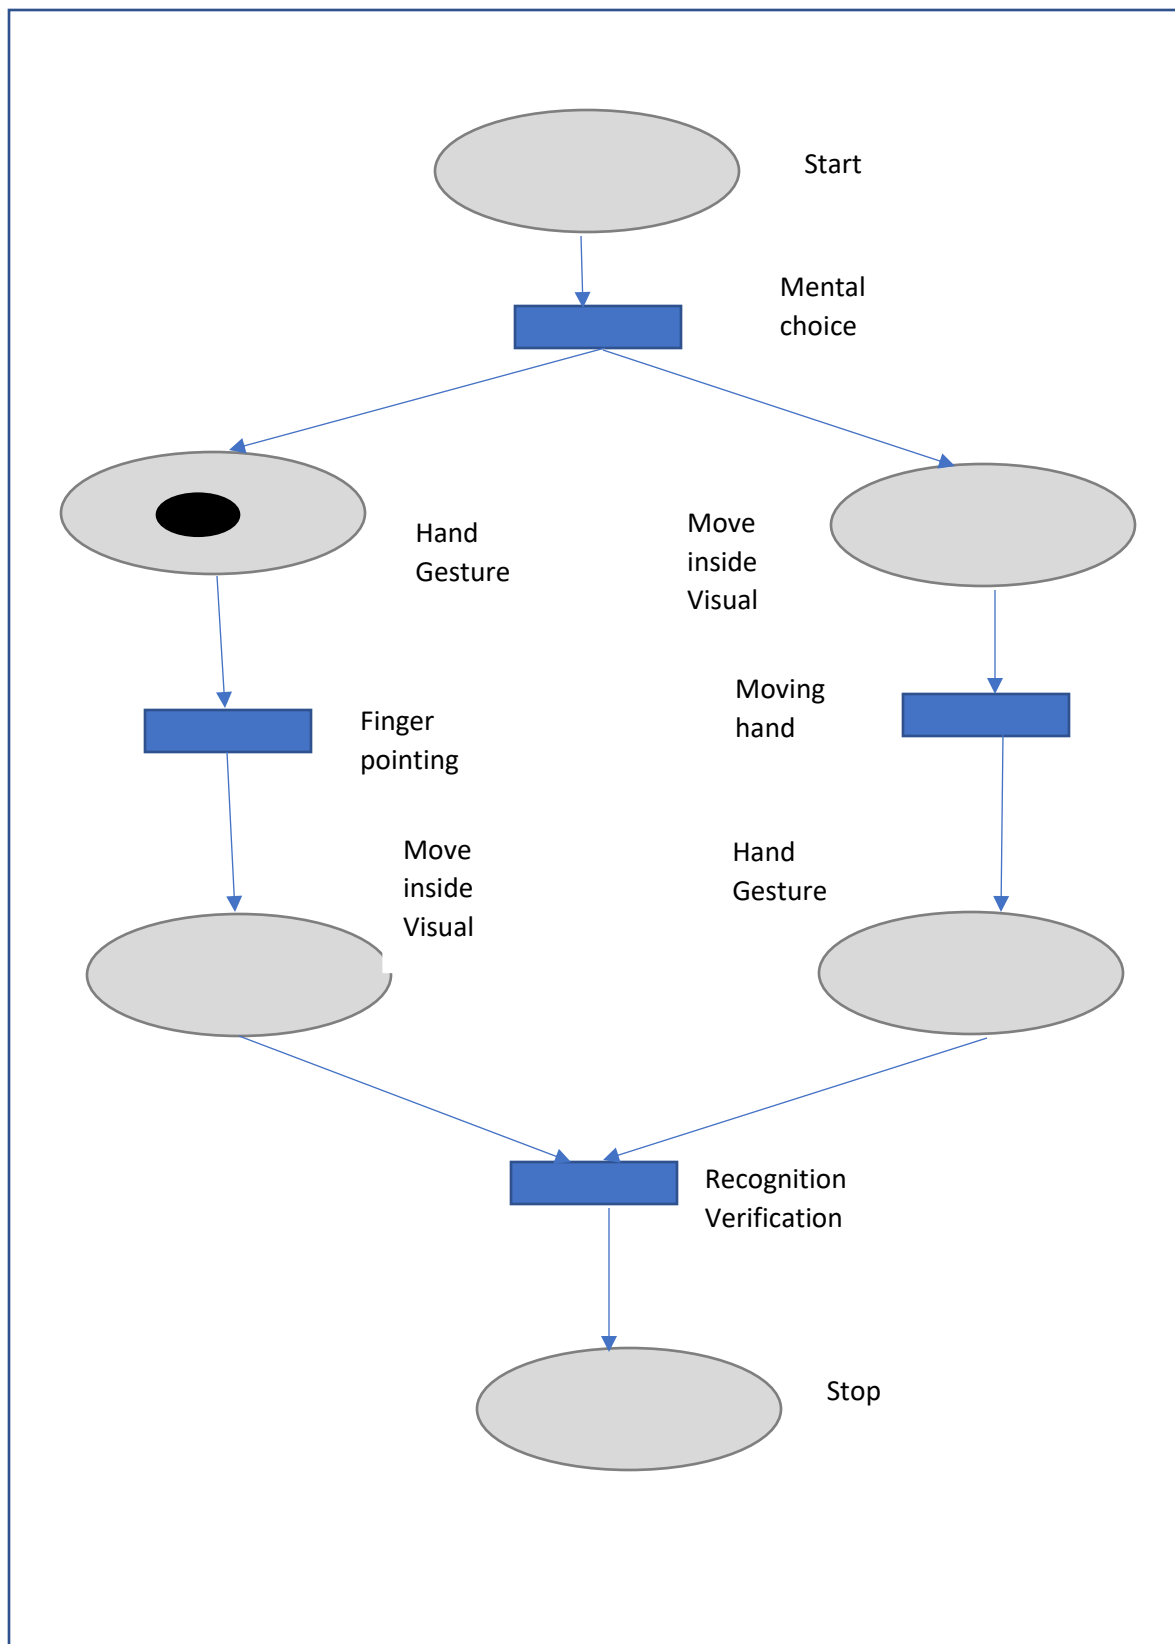 Start
Mental
choice
Hand
Gesture
Move
inside
Visual
Finger
pointing
Moving
hand
Move
inside
Visual
Hand
Gesture
Recognition
Verification
Stop